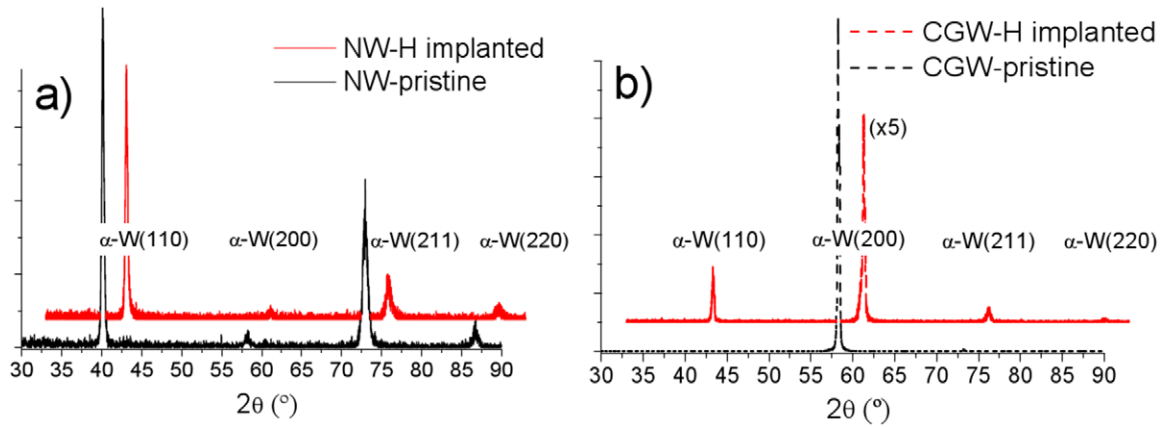 a)
NW-H implanted
NW-pristine
α-W(110) α-W(200) α-W(211) α-W(220)
30 35 40 45 50 55 60 65 70 75 80 85 90
2θ (°)
b)
CGW-H implanted
CGW-pristine
(x5)
α-W(110) α-W(200) α-W(211) α-W(220)
30 35 40 45 50 55 60 65 70 75 80 85 90
2θ (º)